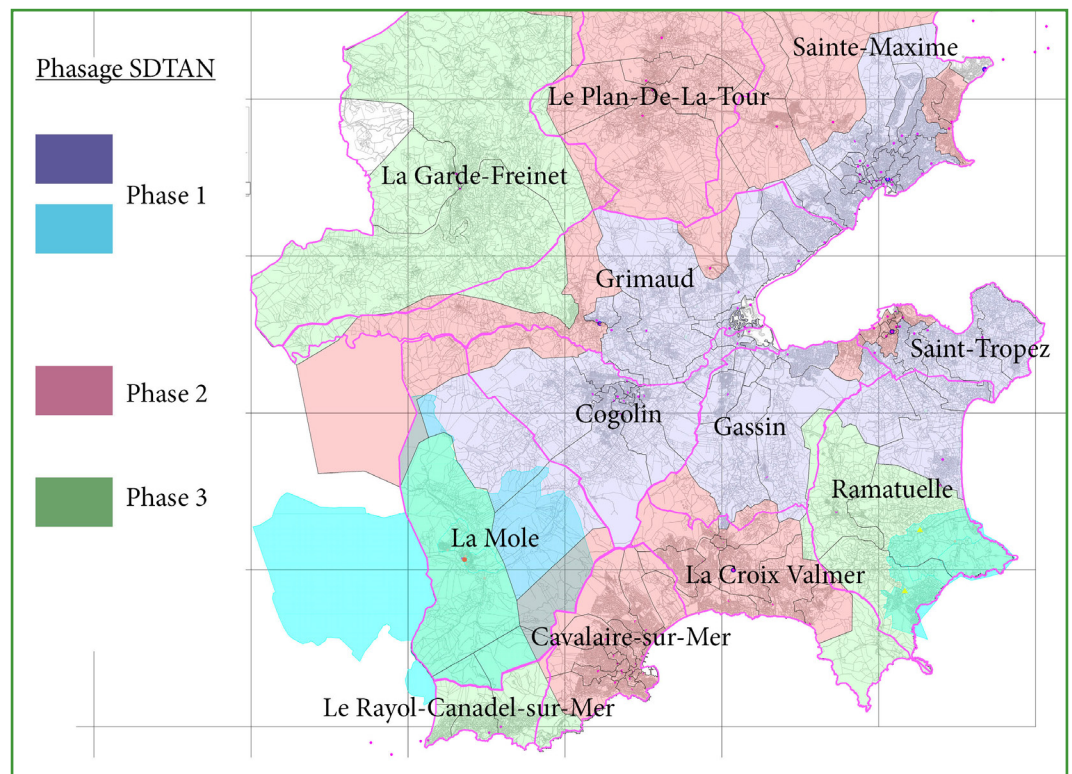 Phasage SDTAN
Phase 1
Phase 2
Phase 3
Sainte-Maxime
Le Plan-De-La-Tour
La Garde-Freinet
Grimaud
Saint-Tropez
Cogolin
Gassin
Ramatuelle
La Mole
La Croix Valmer
Cavalaire-sur-Mer
Le Rayol-Canadel-sur-Mer